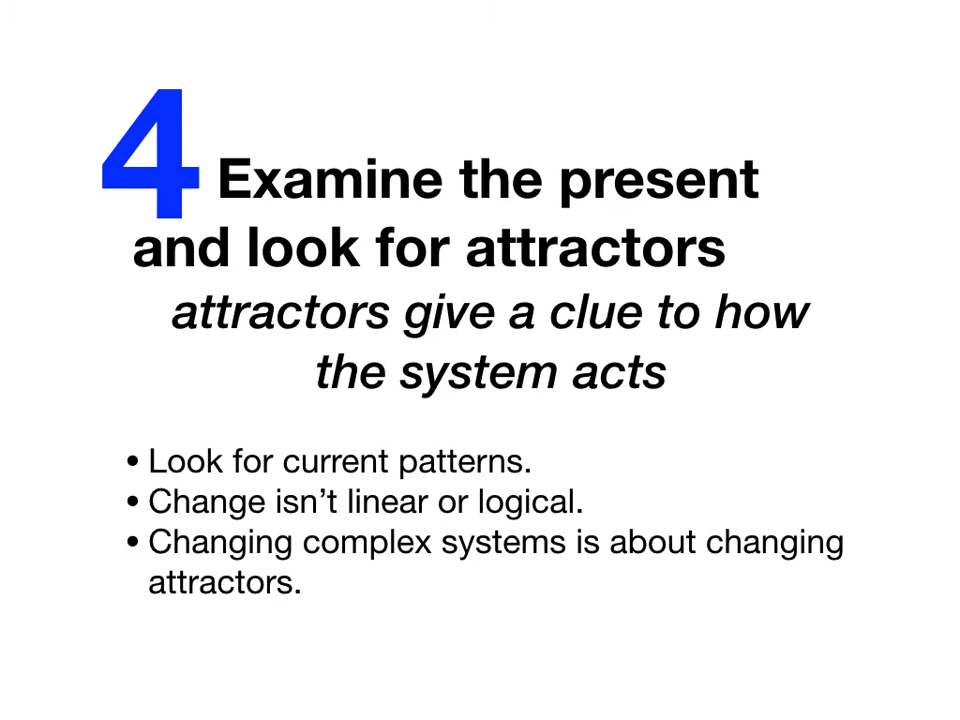 4 Examine the present
and look for attractors
attractors give a clue to how
the system acts
• Look for current patterns.
• Change isn’t linear or logical.
• Changing complex systems is about changing
attractors.